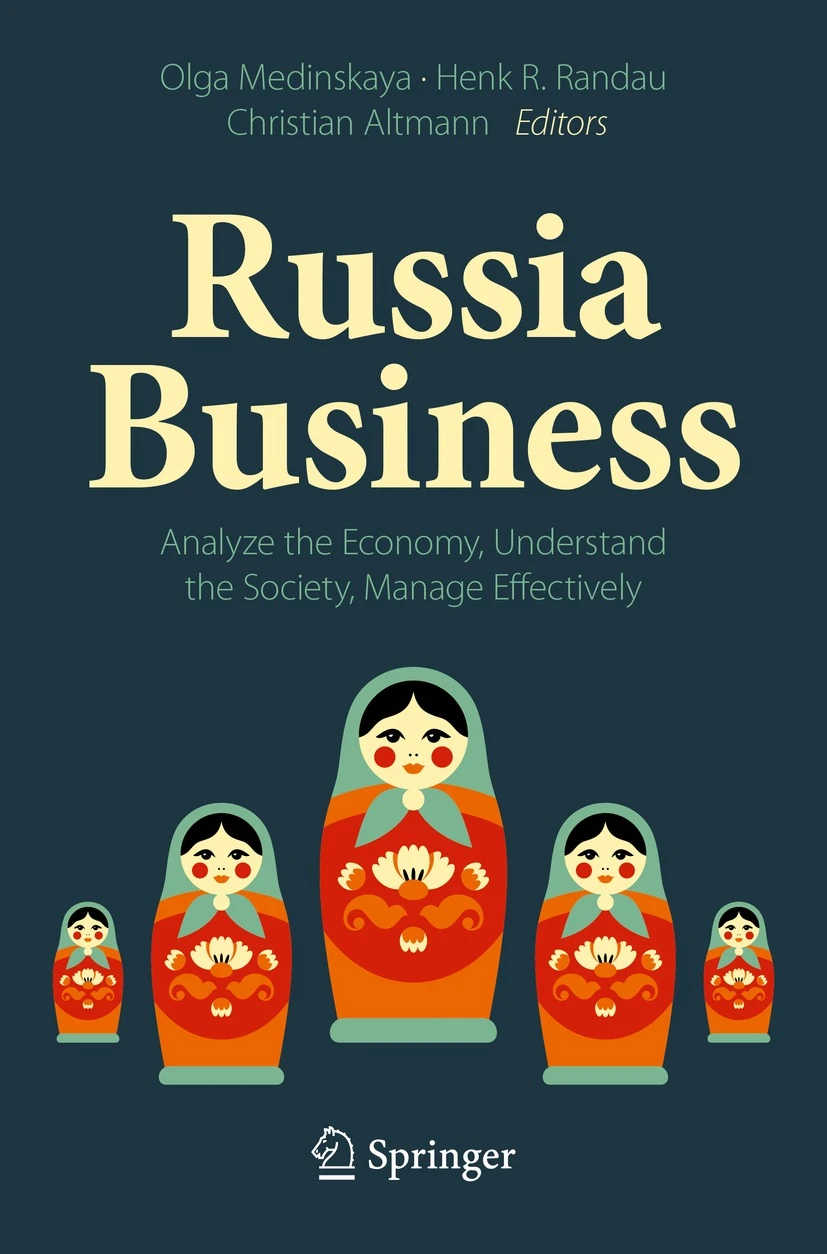 Olga Medinskaya · Henk R. Randau
Christian Altmann Editors
Russia
Business
Analyze the Economy, Understand
the Society, Manage Effectively
Springer